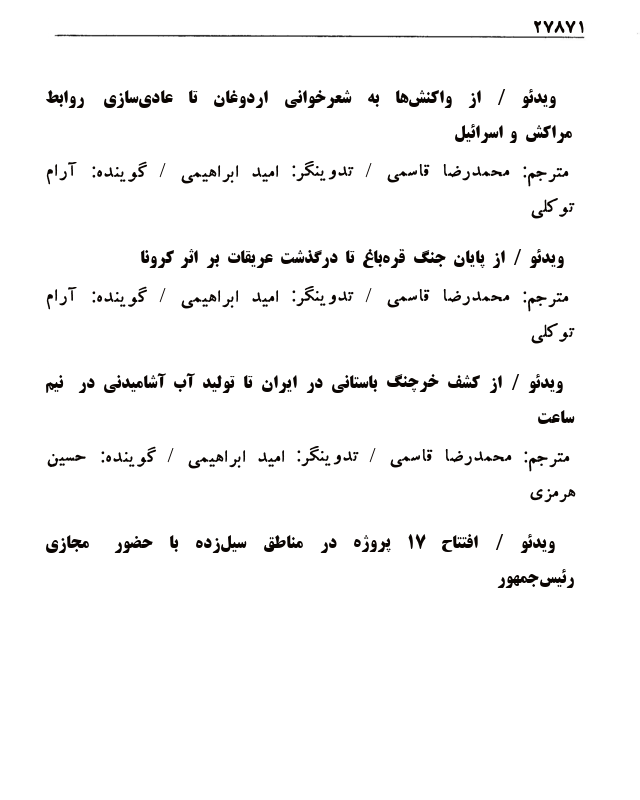 ۲۷۸۷۱
ویدئو / از واکنش‌ها به شعرخوانی اردوغان تا عادی‌سازی روابط
مراکش و اسرائیل
مترجم: محمدرضا قاسمی / تدوینگر: امید ابراهیمی / گوینده: آرام
توکلی
ویدئو / از پایان جنگ قره‌باغ تا درگذشت عریقات بر اثر کرونا
مترجم: محمدرضا قاسمی / تدوینگر: امید ابراهیمی / گوینده: آرام
توکلی
ویدئو / از کشف خرچنگ باستانی در ایران تا تولید آب آشامیدنی در نیم
ساعت
مترجم: محمدرضا قاسمی / تدوینگر: امید ابراهیمی / گوینده: حسین
هرمزی
ویدئو / افتتاح ۱۷ پروژه در مناطق سیل‌زده با حضور مجازی
رئیس‌جمهور